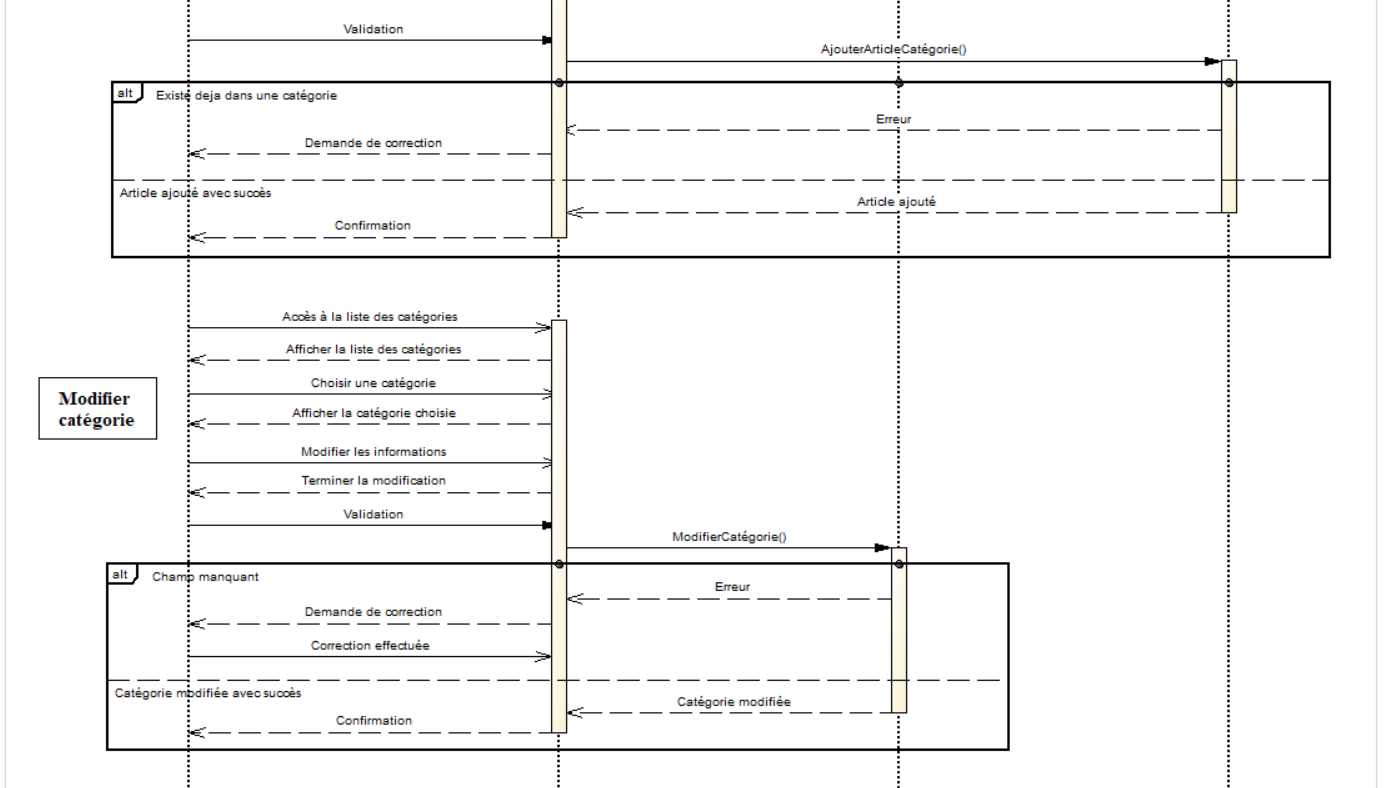 Validation
AjouterArticleCatégorie()
alt
Existe deja dans une catégorie
Erreur
Demande de correction
Article ajouté avec succès
Article ajouté
Confirmation
Accès à la liste des catégories
Afficher la liste des catégories
Choisir une catégorie
Modifier
catégorie
Afficher la catégorie choisie
Modifier les informations
Terminer la modification
Validation
ModifierCatégorie()
alt
Champ manquant
Erreur
Demande de correction
Correction effectuée
Catégorie modifiée avec succès
Catégorie modifiée
Confirmation